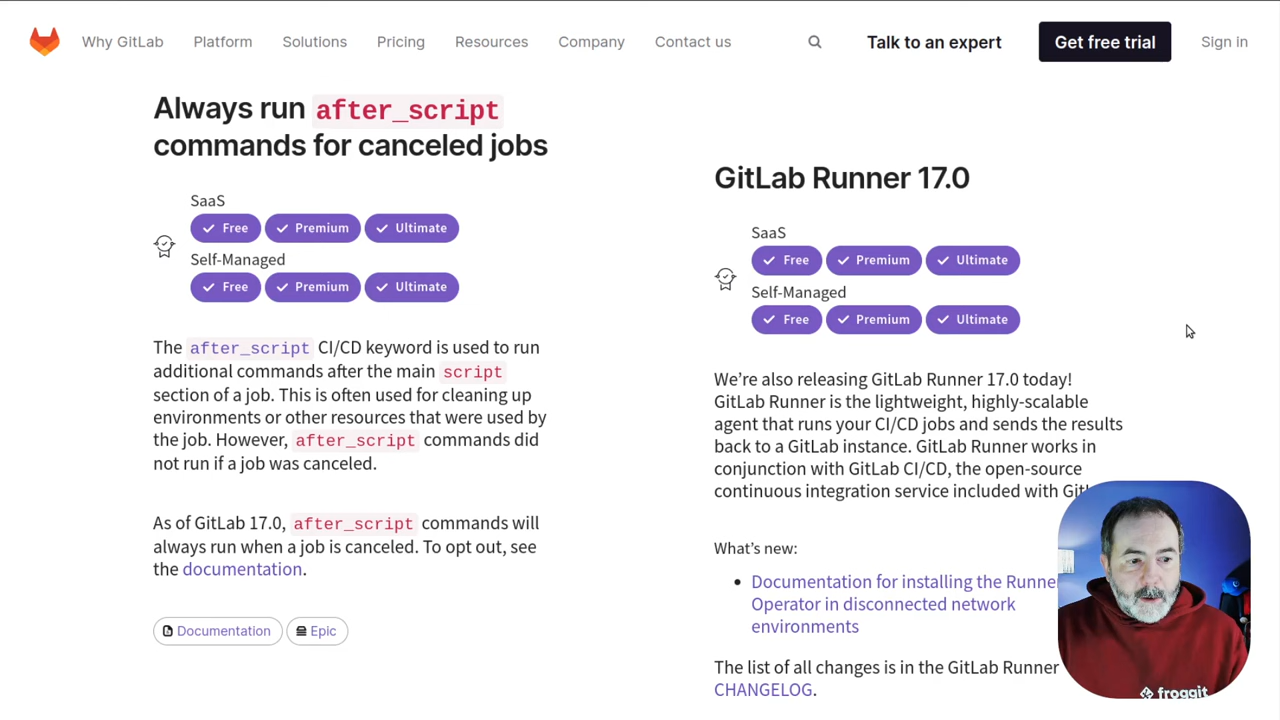 Why GitLab Platform Solutions Pricing Resources Company Contact us Talk to an expert Get free trial Sign in
Always run after_script
commands for canceled jobs
SaaS
Free Premium Ultimate
Self-Managed
Free Premium Ultimate
The after_script CI/CD keyword is used to run
additional commands after the main script
section of a job. This is often used for cleaning up
environments or other resources that were used by
the job. However, after_script commands did
not run if a job was canceled.
As of GitLab 17.0, after_script commands will
always run when a job is canceled. To opt out, see
the documentation.
Documentation Epic
GitLab Runner 17.0
SaaS
Free Premium Ultimate
Self-Managed
Free Premium Ultimate
We’re also releasing GitLab Runner 17.0 today!
GitLab Runner is the lightweight, highly-scalable
agent that runs your CI/CD jobs and sends the results
back to a GitLab instance. GitLab Runner works in
conjunction with GitLab CI/CD, the open-source
continuous integration service included with
What’s new:
• Documentation for installing the Runner
Operator in disconnected network
environments
The list of all changes is in the GitLab Runner
CHANGELOG.
froggit